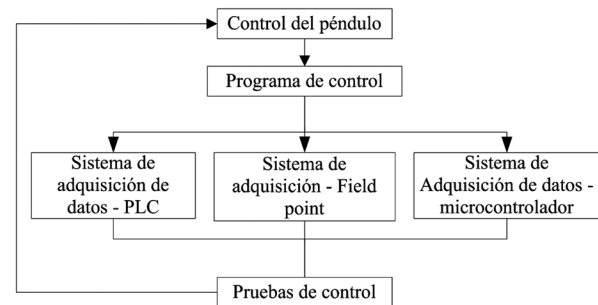 Control del péndulo
Programa de control
Sistema de
adquisición de
datos - PLC
Sistema de
adquisición - Field
point
Sistema de
Adquisición de datos -
microcontrolador
Pruebas de control